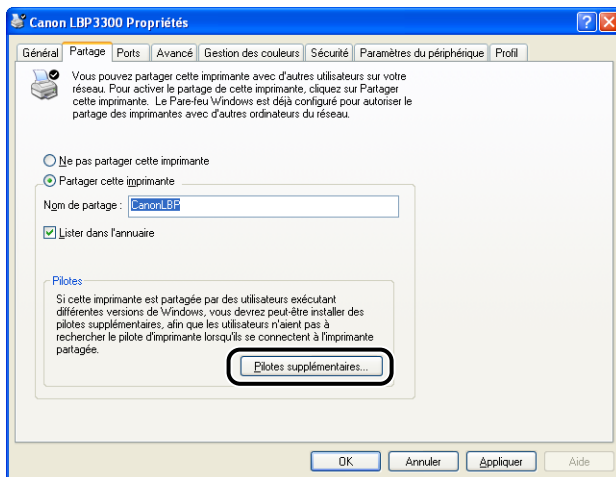 Canon LBP3300 Propriétés
Général Partage Ports Avancé Gestion des couleurs Sécurité Paramètres du périphérique Profil
Vous pouvez partager cette imprimante avec d'autres utilisateurs sur votre
réseau. Pour activer le partage de cette imprimante, cliquez sur Partager
cette imprimante. Le Pare-feu Windows est déjà configuré pour autoriser le
partage des imprimantes avec d'autres ordinateurs du réseau.
Ne pas partager cette imprimante
Partager cette imprimante
Nom de partage : CanonLBP
Lister dans l'annuaire
Pilotes
Si cette imprimante est partagée par des utilisateurs exécutant
différentes versions de Windows, vous devrez peut-être installer des
pilotes supplémentaires, afin que les utilisateurs n'aient pas à
rechercher le pilote d'imprimante lorsqu'ils se connectent à l'imprimante
partagée.
Pilotes supplémentaires...
OK Annuler Appliquer Aide